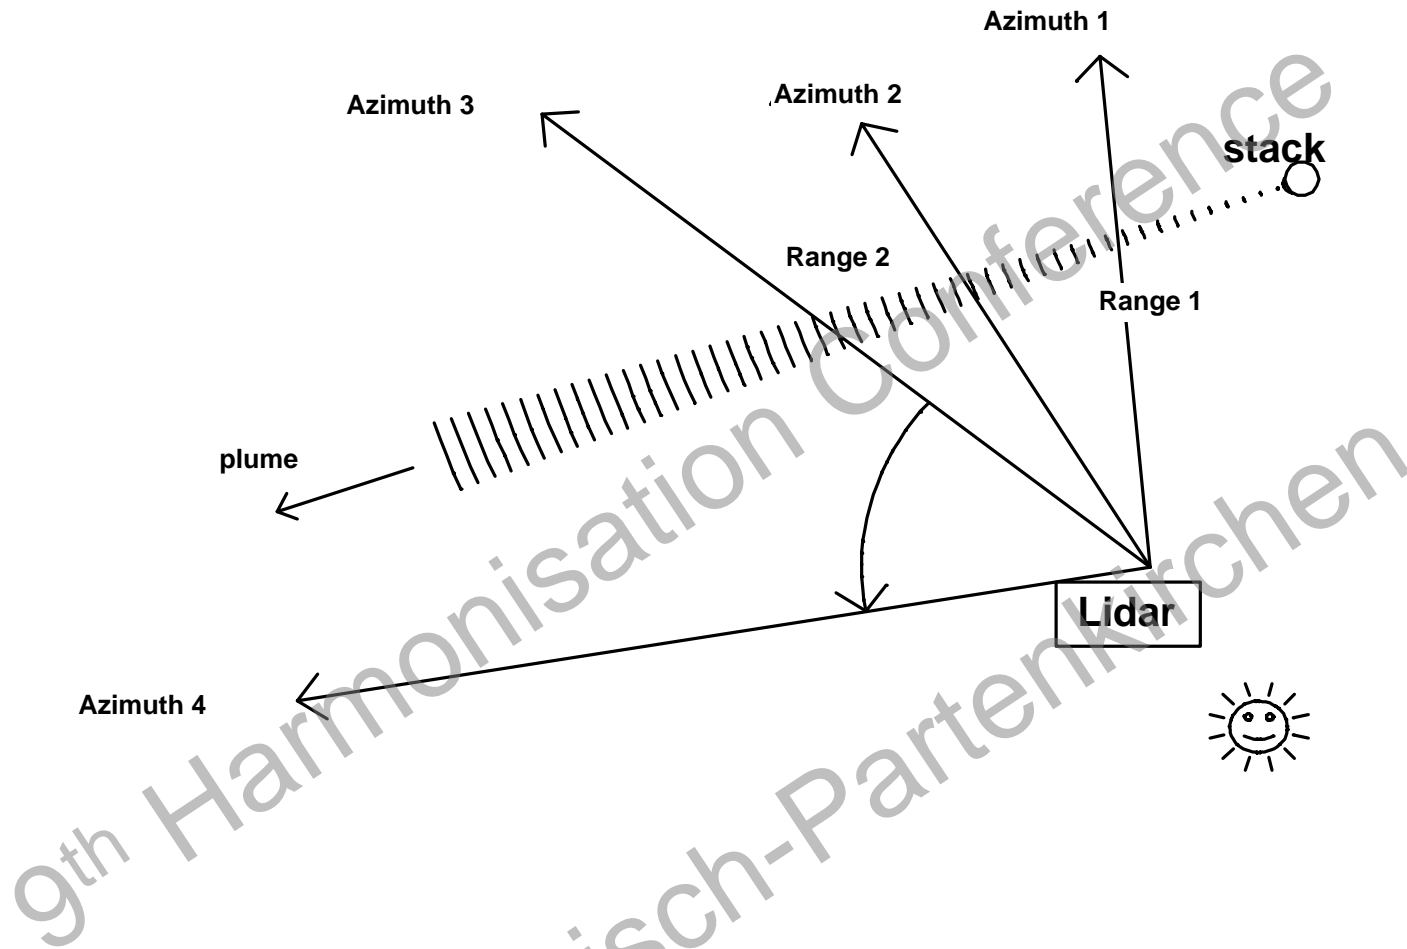 Azimuth 1
Azimuth 2
Azimuth 3
stack
Range 2
Range 1
plume
Lidar
Azimuth 4
9th Harmonisation Conference
isch-Partenkirchen